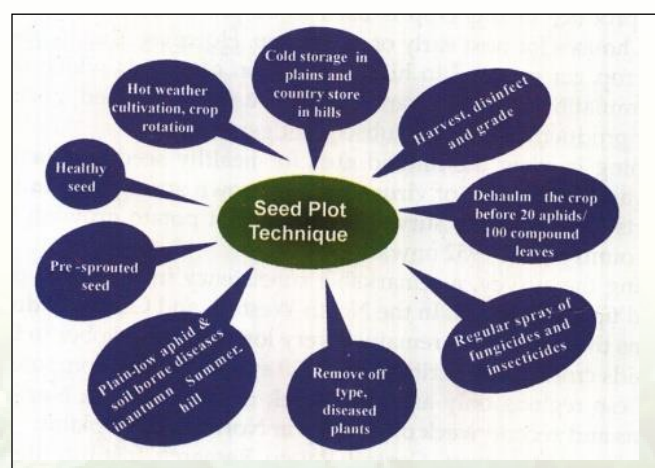 Cold storage in
plains and
country store
in hills
Harvest, disinfect
and grade
Dehaulm the crop
before 20 aphids/
100 compound
leaves
Regular spray of
fungicides and
insecticides
Remove off
type,
diseased
plants
Plain-low aphid &
soil borne diseases
inautumn Summer.
hill
Pre -sprouted
seed
Healthy
seed
Hot weather
cultivation, crop
rotation
Seed Plot
Technique